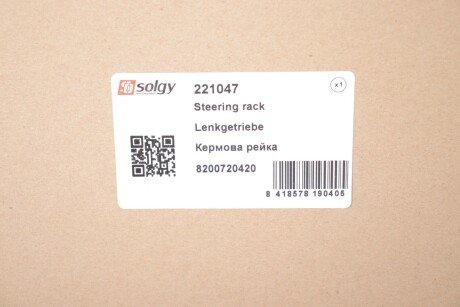 solgy
221047
x1
Steering rack
Lenkgetriebe
Кермова рейка
8200720420
8 418578 190405